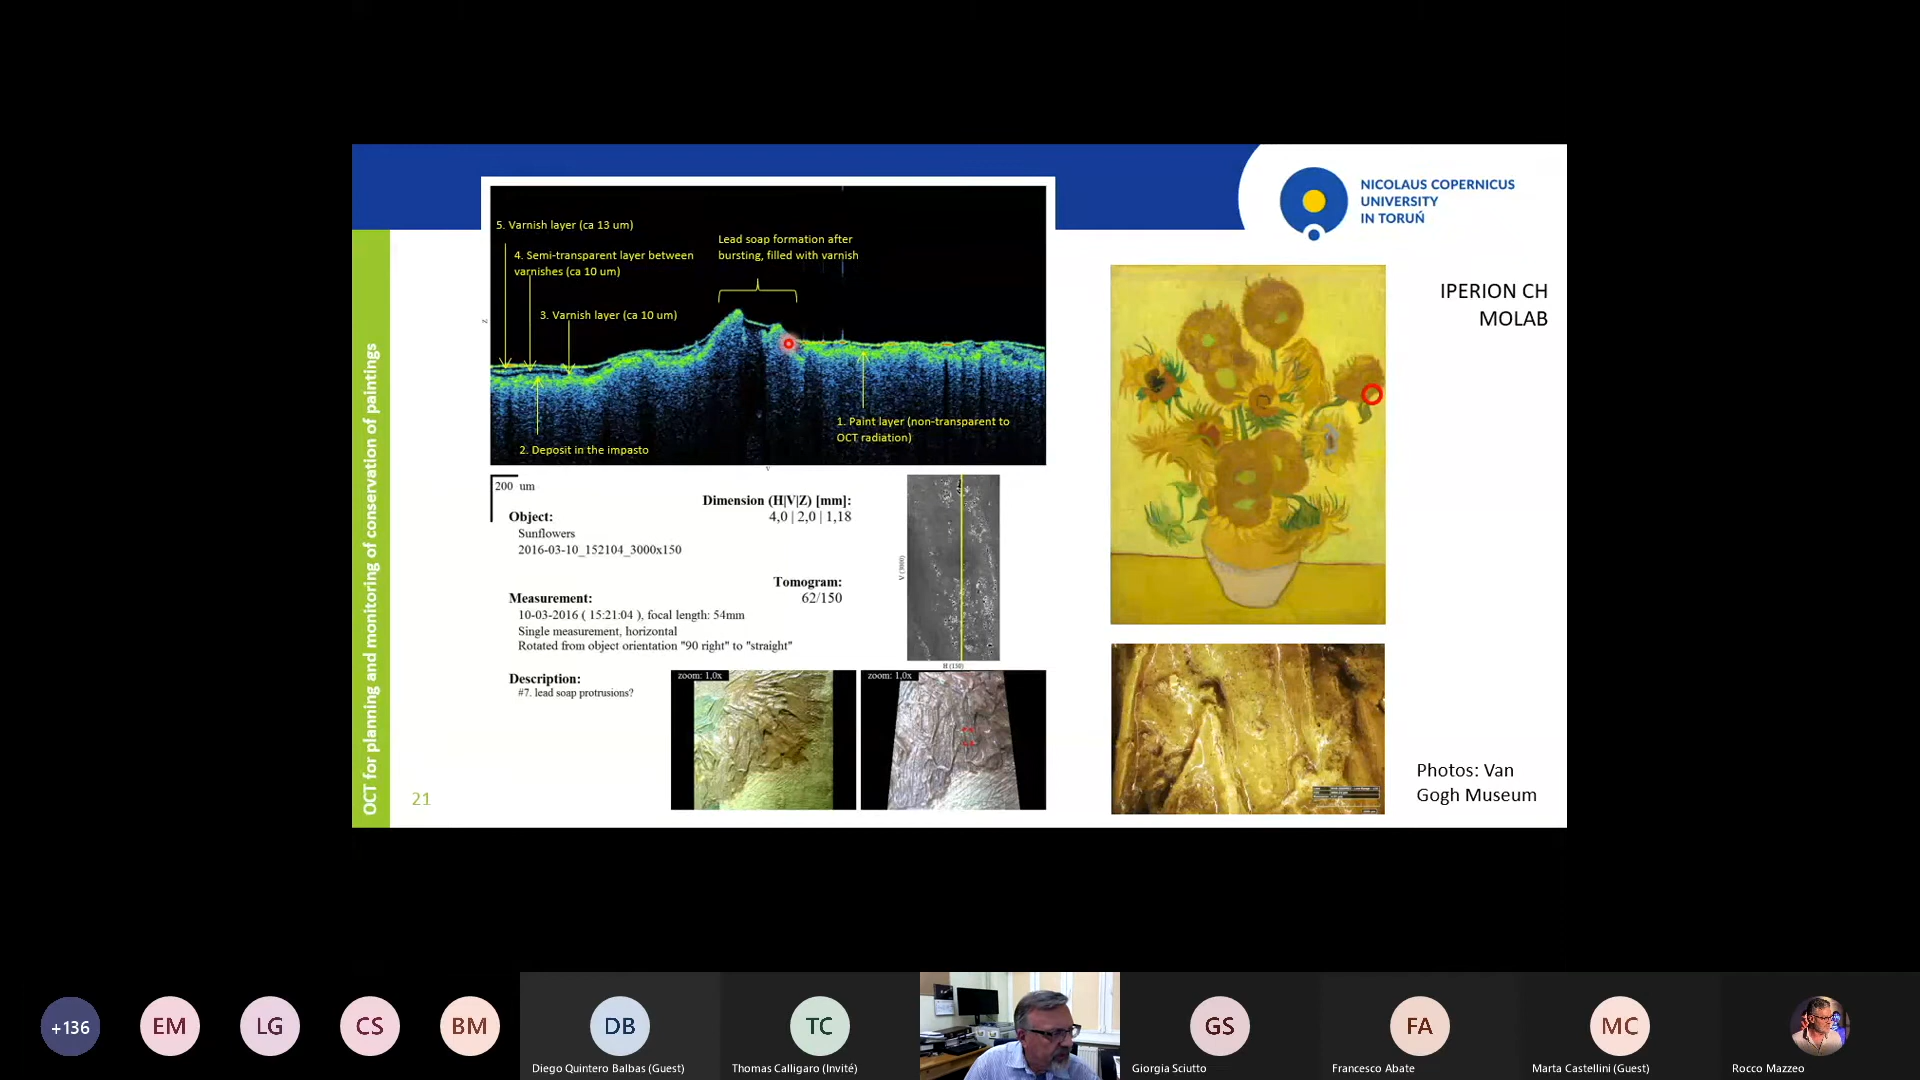 NICOLAUS COPERNICUS
UNIVERSITY
IN TORUŃ
OCT for planning and monitoring of conservation of paintings
5. Varnish layer (ca 13 um)
4. Semi-transparent layer between
varnishes (ca 10 um)
3. Varnish layer (ca 10 um)
Lead soap formation after
bursting, filled with varnish
1. Paint layer (non-transparent to
OCT radiation)
2. Deposit in the impasto
Z
V
200 um
Dimension (H|V|Z) [mm]:
4,0 | 2,0 | 1,18
Object:
Sunflowers
2016-03-10_152104_3000x150
Tomogram:
62/150
Measurement:
10-03-2016 ( 15:21:04 ), focal length: 54mm
Single measurement, horizontal
Rotated from object orientation "90 right" to "straight"
Description:
#7. lead soap protrusions?
V (3000)
H (150)
zoom: 1,0x
zoom: 1,0x
IPERION CH
MOLAB
Photos: Van
Gogh Museum
21
+136
EM
LG
CS
BM
DB
Diego Quintero Balbas (Guest)
TC
Thomas Calligaro (Invité)
GS
Giorgia Sciutto
FA
Francesco Abate
MC
Marta Castellini (Guest)
Rocco Mazzeo